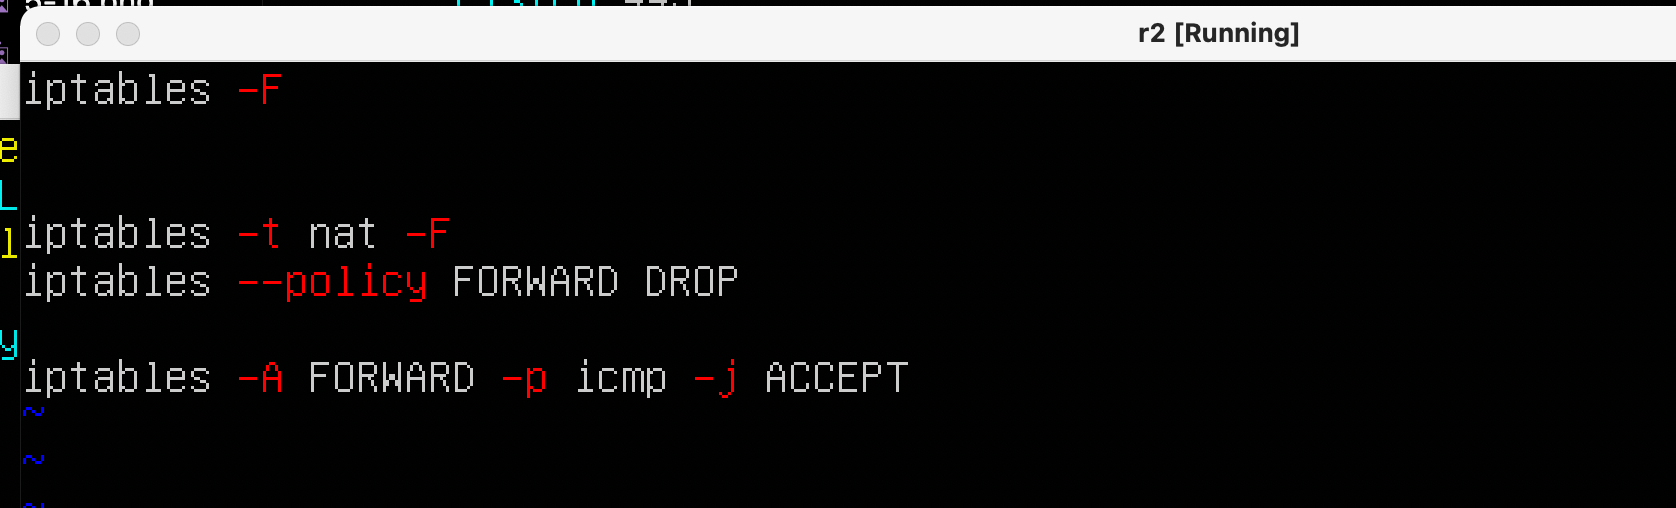 r2 [Running]
iptables -F
iptables -t nat -F
iptables --policy FORWARD DROP
iptables -A FORWARD -p icmp -j ACCEPT
~
~
~
e
L
l
y